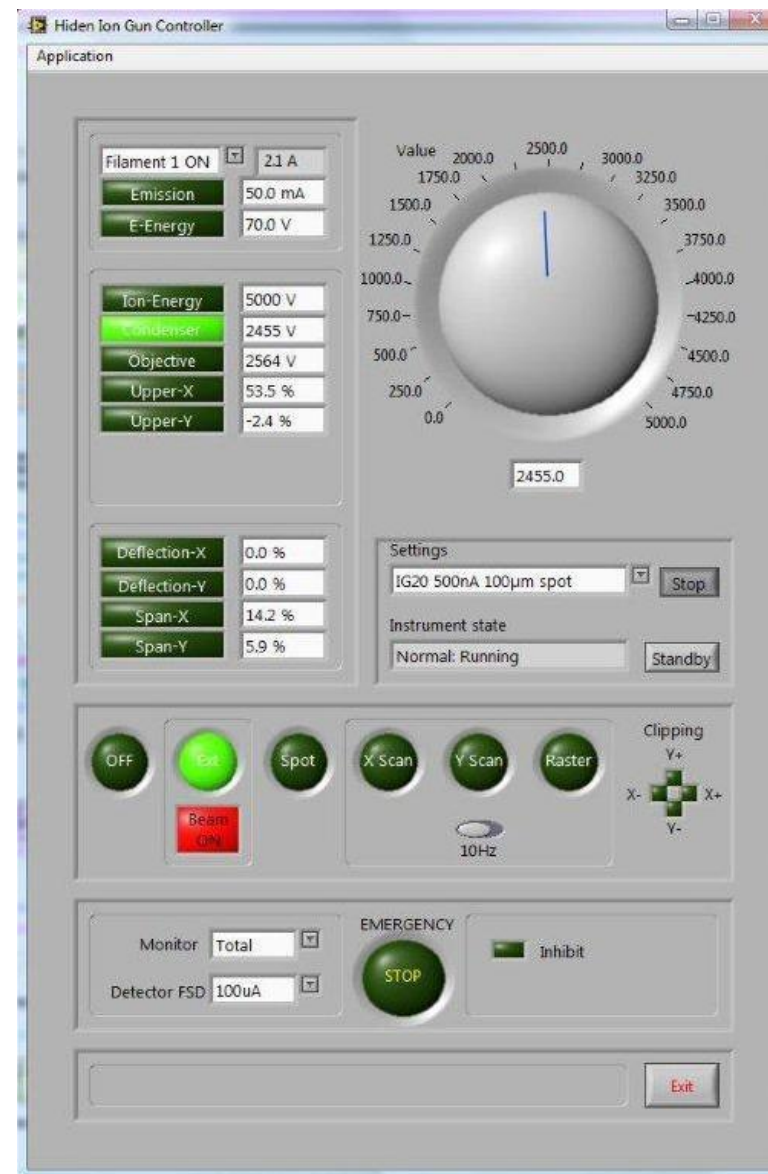 Hiden Ion Gun Controller
Application
Filament 1 ON 2.1 A
Emission 50.0 mA
E-Energy 70.0 V
Ion-Energy 5000 V
Condenser 2455 V
Objective 2564 V
Upper-X 53.5 %
Upper-Y -2.4 %
Deflection-X 0.0 %
Deflection-Y 0.0 %
Span-X 14.2 %
Span-Y 5.9 %
Value
0.0
250.0
500.0
750.0
1000.0
1250.0
1500.0
1750.0
2000.0
2500.0
3000.0
3250.0
3500.0
3750.0
4000.0
4250.0
4500.0
4750.0
5000.0
2455.0
Settings
IG20 500nA 100µm spot
Stop
Instrument state
Normal: Running
Standby
OFF
Ext
Beam
ON
Spot
X Scan
Y Scan
Raster
10Hz
Clipping
Y+
X- X+
Y-
Monitor Total
Detector FSD 100uA
EMERGENCY
STOP
Inhibit
Exit